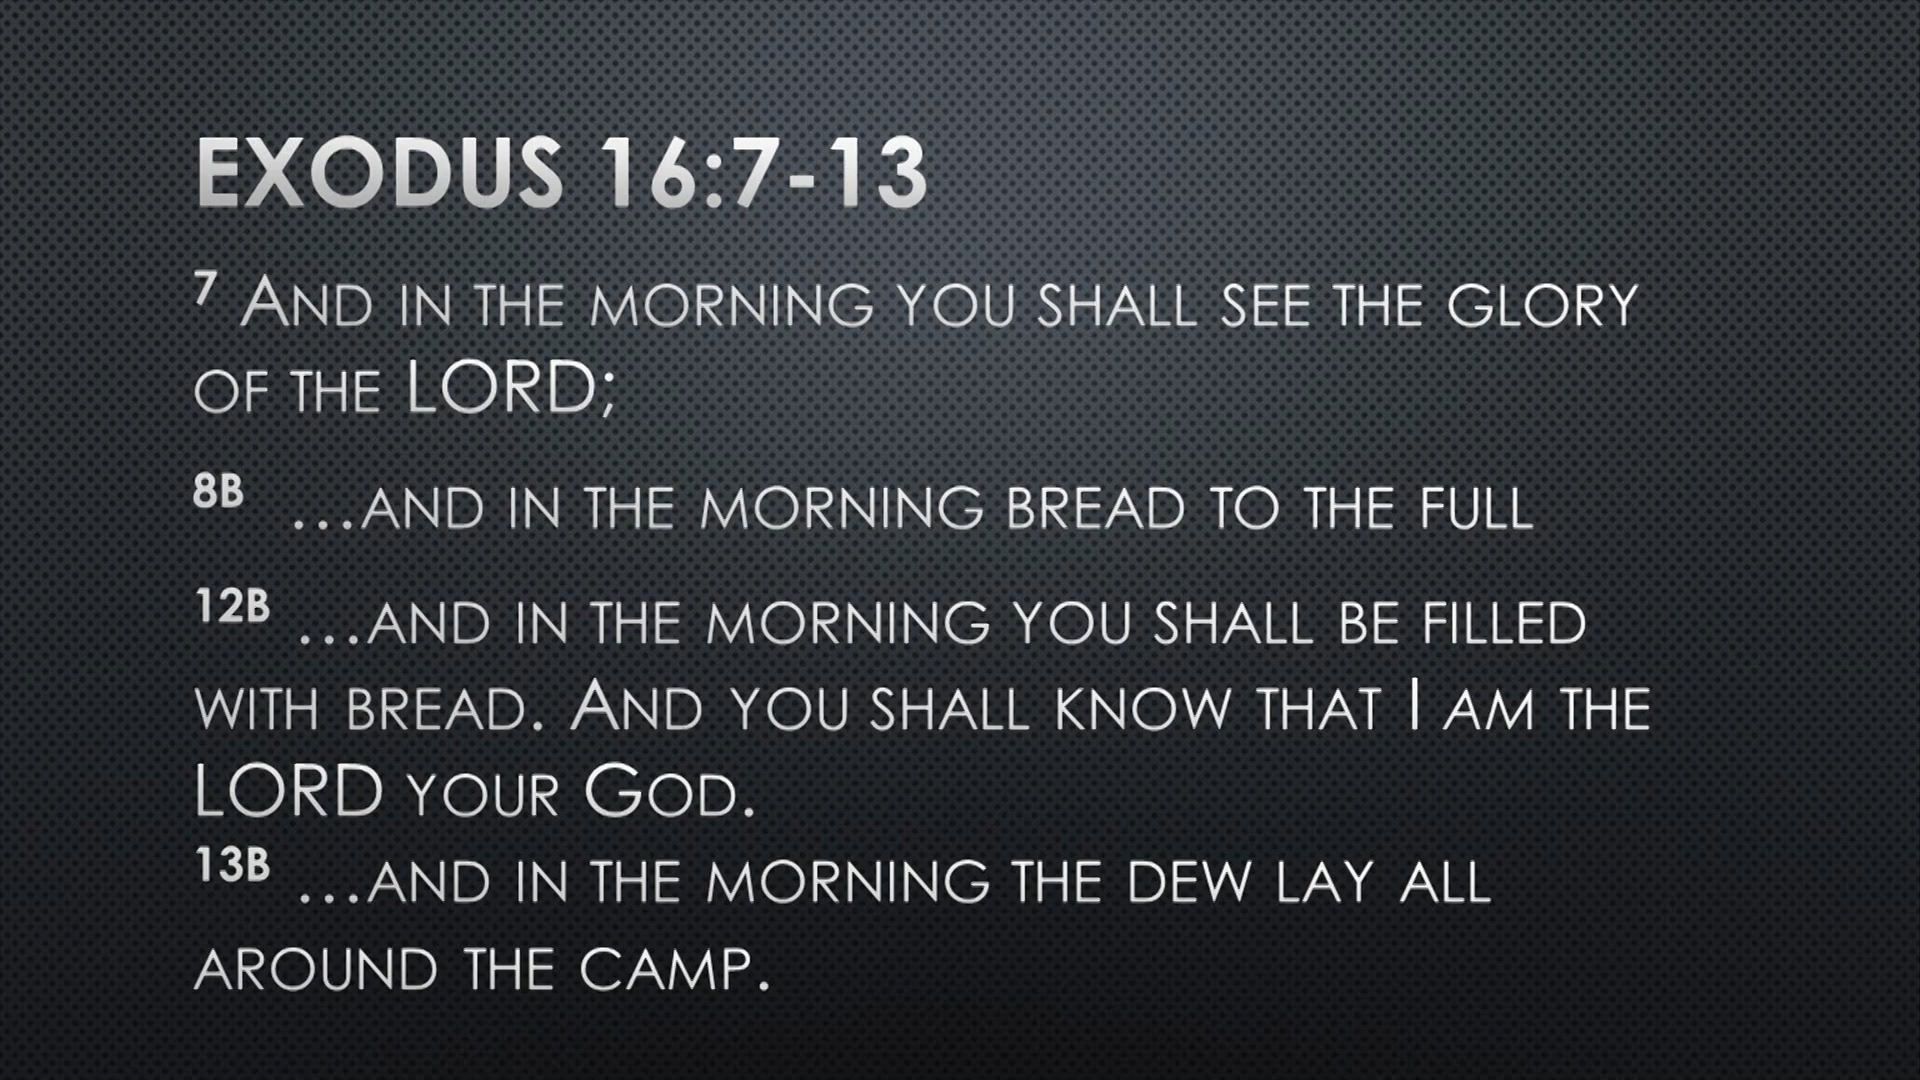 EXODUS 16:7-13
7 AND IN THE MORNING YOU SHALL SEE THE GLORY
OF THE LORD;
8B ...AND IN THE MORNING BREAD TO THE FULL
12B ...AND IN THE MORNING YOU SHALL BE FILLED
WITH BREAD. AND YOU SHALL KNOW THAT I AM THE
LORD YOUR GOD.
13B ...AND IN THE MORNING THE DEW LAY ALL
AROUND THE CAMP.